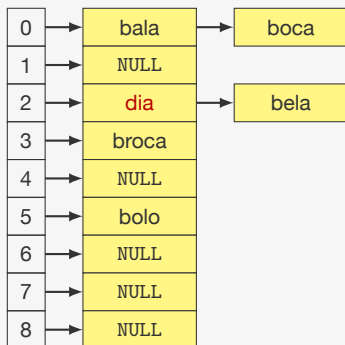 0 bala boca
1 NULL
2 dia bela
3 broca
4 NULL
5 bolo
6 NULL
7 NULL
8 NULL